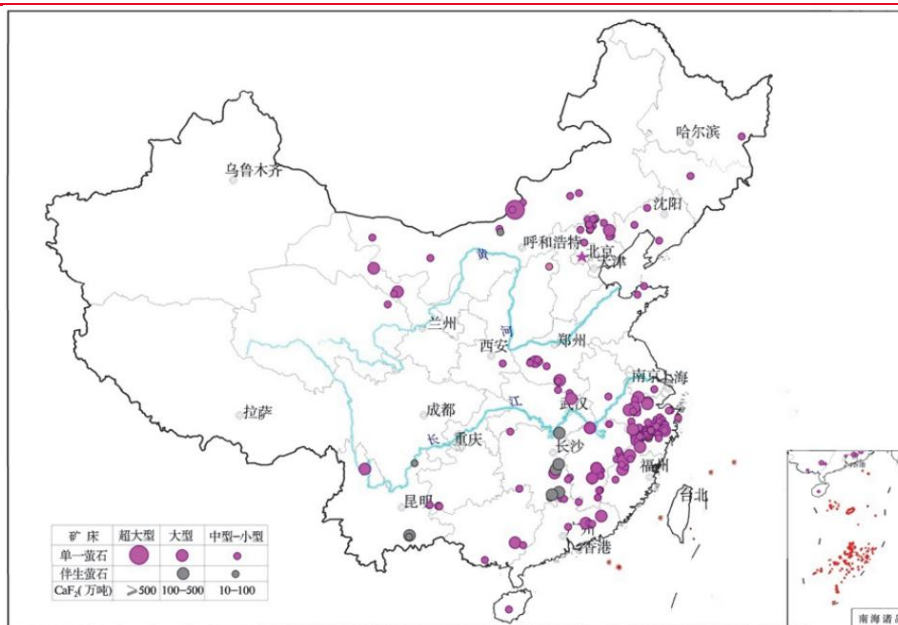 哈尔滨
乌鲁木齐
沈阳
呼和浩特
北京
天津
黄
河
兰州
西安
郑州
南京
上海
拉萨
成都
武汉
江
长
重庆
长沙
福州
昆明
台北
广州
香港
矿 床 超大型 大型 中型-小型
单一萤石
伴生萤石
CaF₂(万吨) ⩾500 100-500 10-100
南海诸岛